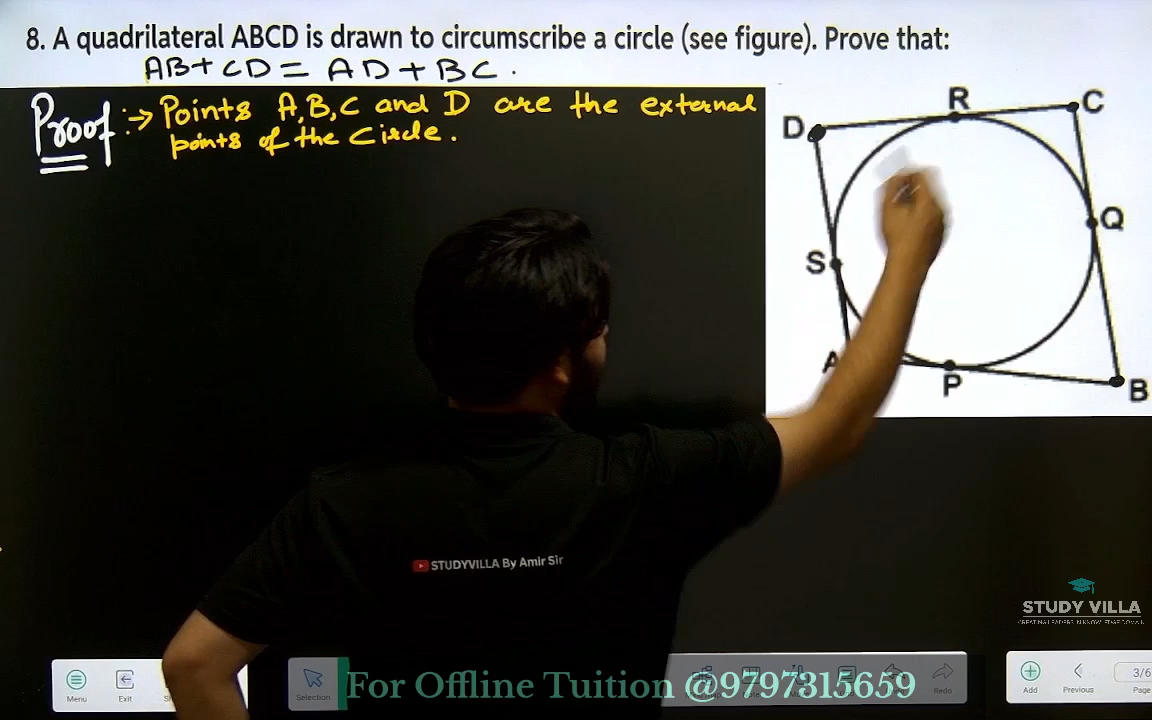 8. A quadrilateral ABCD is drawn to circumscribe a circle (see figure). Prove that:
AB + CD = AD + BC.
Proof :→ Points A, B, C and D are the external
points of the Circle.
R
C
D
Q
S
A
P
B
STUDYVILLA By Amir Sir
STUDY VILLA
Menu
Exit
Selection
Redo
Add
Previous
3/6
Page
For Offline Tuition @9797815659